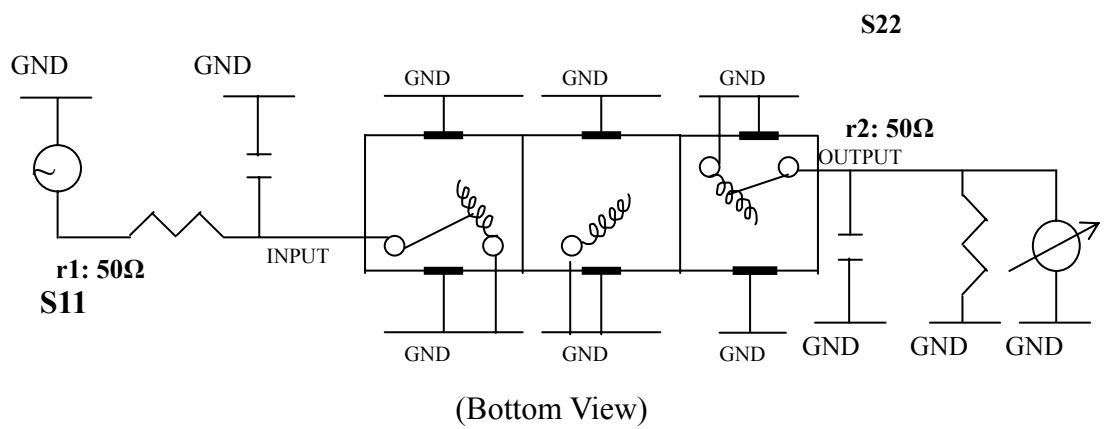 S22
GND
GND
GND
GND
GND
r2: 50Ω
OUTPUT
INPUT
r1: 50Ω
S11
GND
GND
GND
GND
GND
GND
(Bottom View)